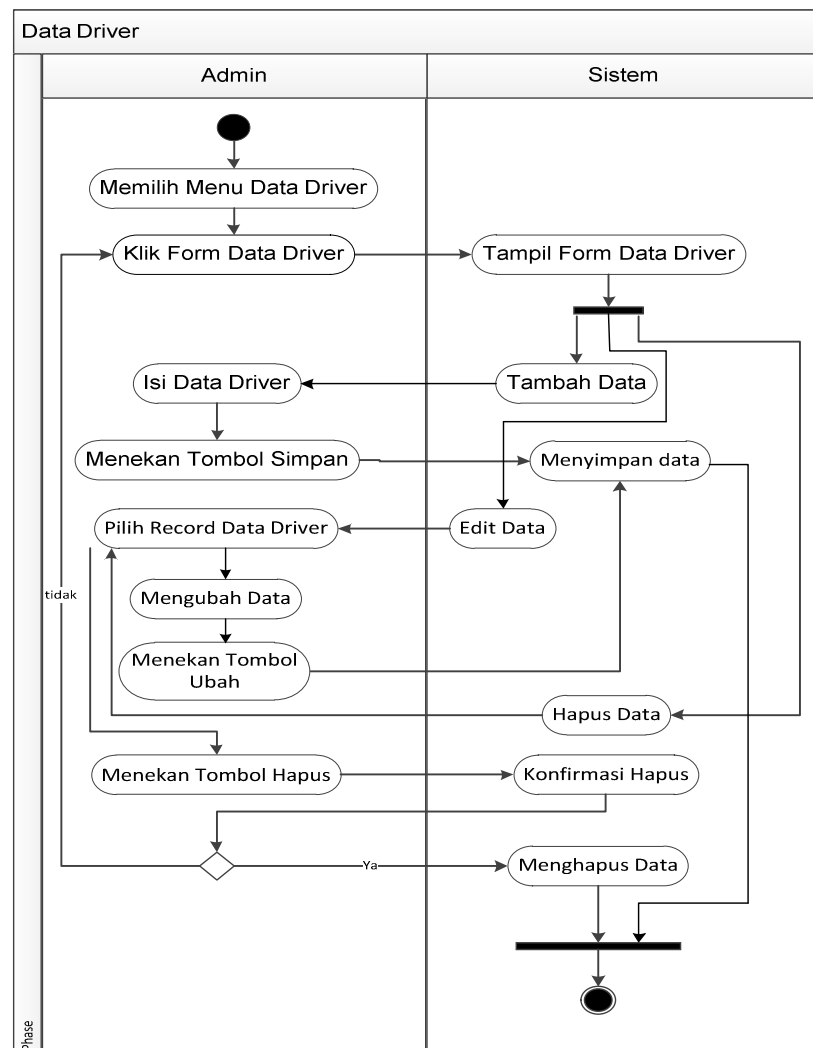 Data Driver
Admin
Sistem
Memilih Menu Data Driver
Klik Form Data Driver
Tampil Form Data Driver
Isi Data Driver
Tambah Data
Menekan Tombol Simpan
Menyimpan data
Pilih Record Data Driver
Edit Data
tidak
Mengubah Data
Menekan Tombol
Ubah
Hapus Data
Menekan Tombol Hapus
Konfirmasi Hapus
Ya
Menghapus Data
Phase